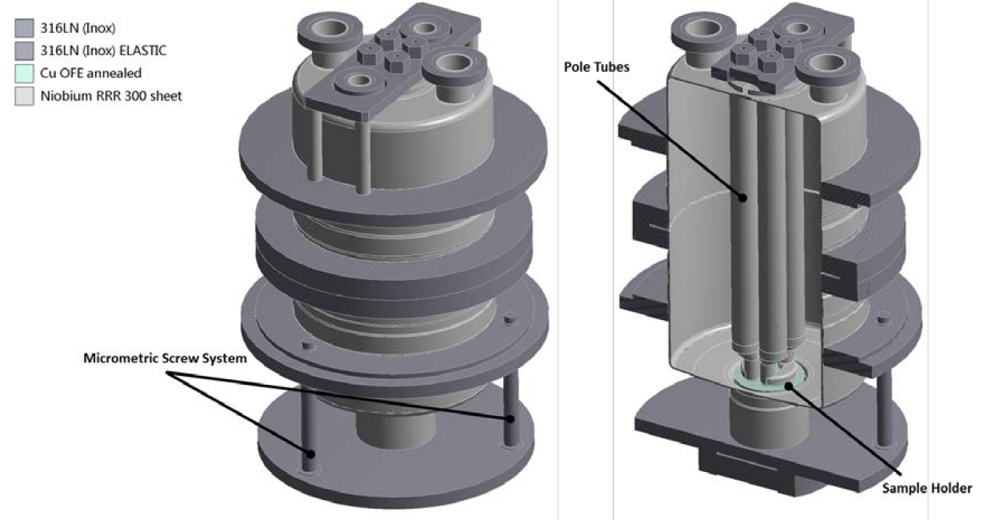 316LN (Inox)
316LN (Inox) ELASTIC
Cu OFE annealed
Niobium RRR 300 sheet
Pole Tubes
Micrometric Screw System
Sample Holder